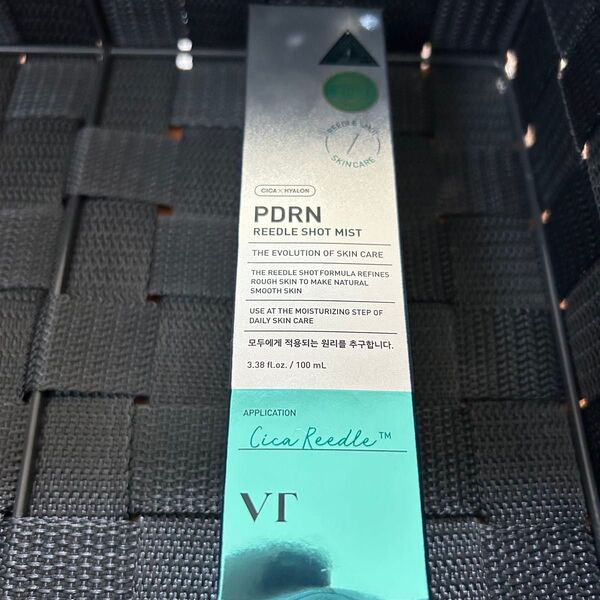 REEDLE SHOT
SKIN CARE
CICA × HYALON
PDRN
REEDLE SHOT MIST
THE EVOLUTION OF SKIN CARE
THE REEDLE SHOT FORMULA REFINES
ROUGH SKIN TO MAKE NATURAL
SMOOTH SKIN
USE AT THE MOISTURIZING STEP OF
DAILY SKIN CARE
모두에게 적용되는 원리를 추구합니다.
3.38 fl.oz. / 100 mL
APPLICATION
Cica Reedle™
VT